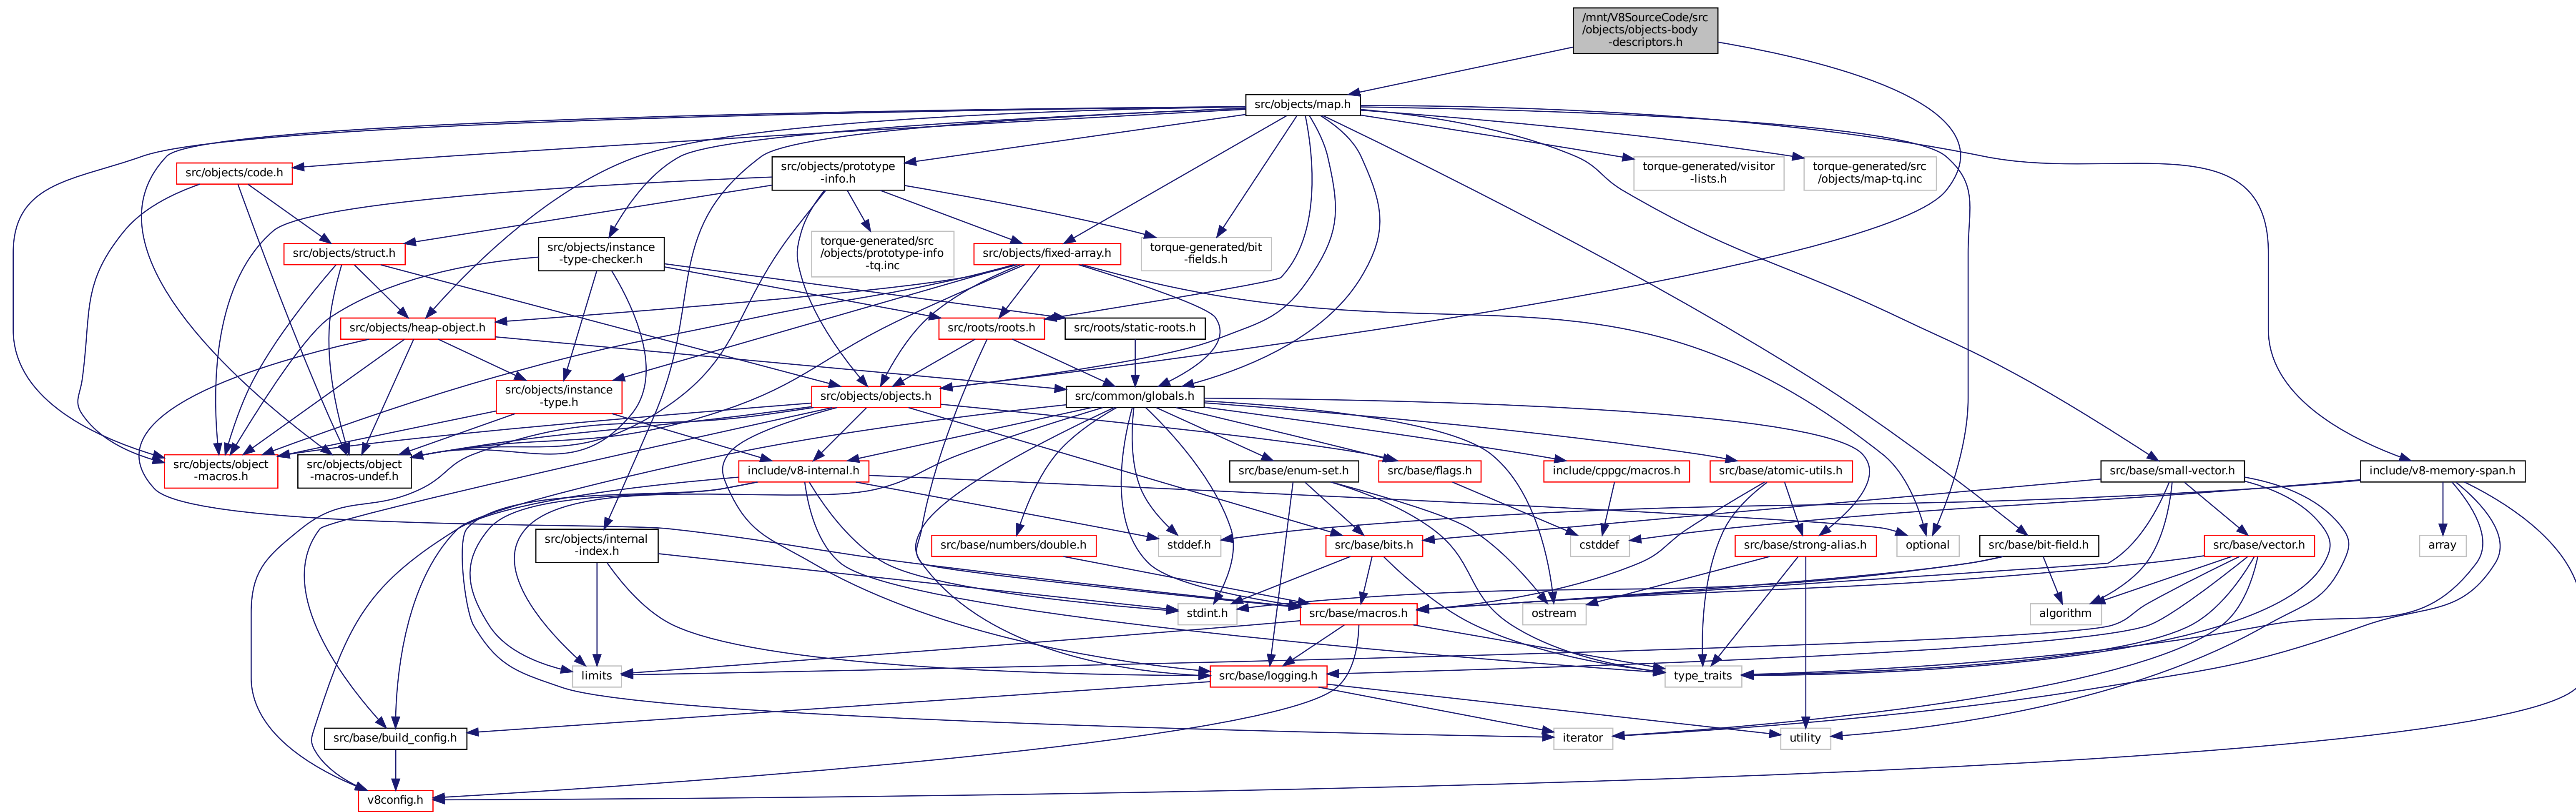 /mnt/V8SourceCode/src
/objects/objects-body
-descriptors.h
src/objects/map.h
src/objects/code.h
src/objects/prototype
-info.h
torque-generated/visitor
-lists.h
torque-generated/src
/objects/map-tq.inc
src/objects/struct.h
src/objects/instance
-type-checker.h
torque-generated/src
/objects/prototype-info
-tq.inc
src/objects/fixed-array.h
torque-generated/bit
-fields.h
src/objects/heap-object.h
src/roots/roots.h
src/roots/static-roots.h
src/objects/instance
-type.h
src/objects/objects.h
src/common/globals.h
src/objects/object
-macros.h
src/objects/object
-macros-undef.h
include/v8-internal.h
src/base/enum-set.h
src/base/flags.h
include/cppgc/macros.h
src/base/atomic-utils.h
src/base/small-vector.h
include/v8-memory-span.h
src/objects/internal
-index.h
src/base/numbers/double.h
stddef.h
src/base/bits.h
cstddef
src/base/strong-alias.h
optional
src/base/bit-field.h
src/base/vector.h
array
stdint.h
src/base/macros.h
ostream
algorithm
limits
src/base/logging.h
type_traits
src/base/build_config.h
iterator
utility
v8config.h